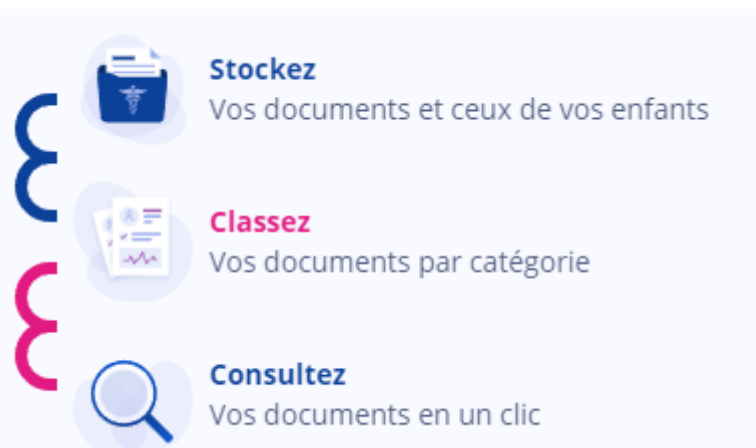 Stockez
Vos documents et ceux de vos enfants
Classez
Vos documents par catégorie
Consultez
Vos documents en un clic